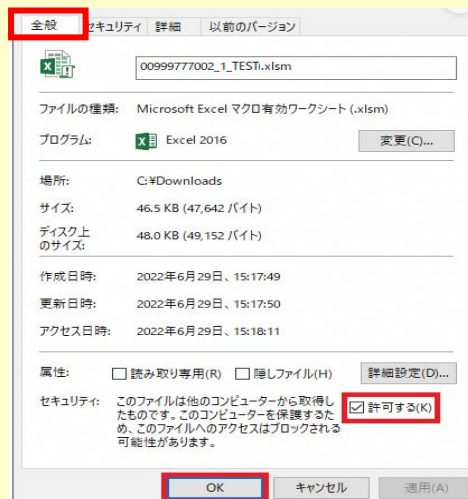 全般 セキュリティ 詳細 以前のバージョン
00999777002_1_TESTi.xlsm
ファイルの種類: Microsoft Excel マクロ有効ワークシート (.xlsm)
プログラム: Excel 2016 変更(C)...
場所: C:¥Downloads
サイズ: 46.5 KB (47,642 バイト)
ディスク上
のサイズ: 48.0 KB (49,152 バイト)
作成日時: 2022年6月29日、15:17:49
更新日時: 2022年6月29日、15:17:50
アクセス日時: 2022年6月29日、15:18:11
属性: 読み取り専用(R) 隠しファイル(H) 詳細設定(D)...
セキュリティ: このファイルは他のコンピューターから取得し
たものです。このコンピューターを保護するた
め、このファイルへのアクセスはブロックされる
可能性があります。
許可する(K)
OK キャンセル 適用(A)